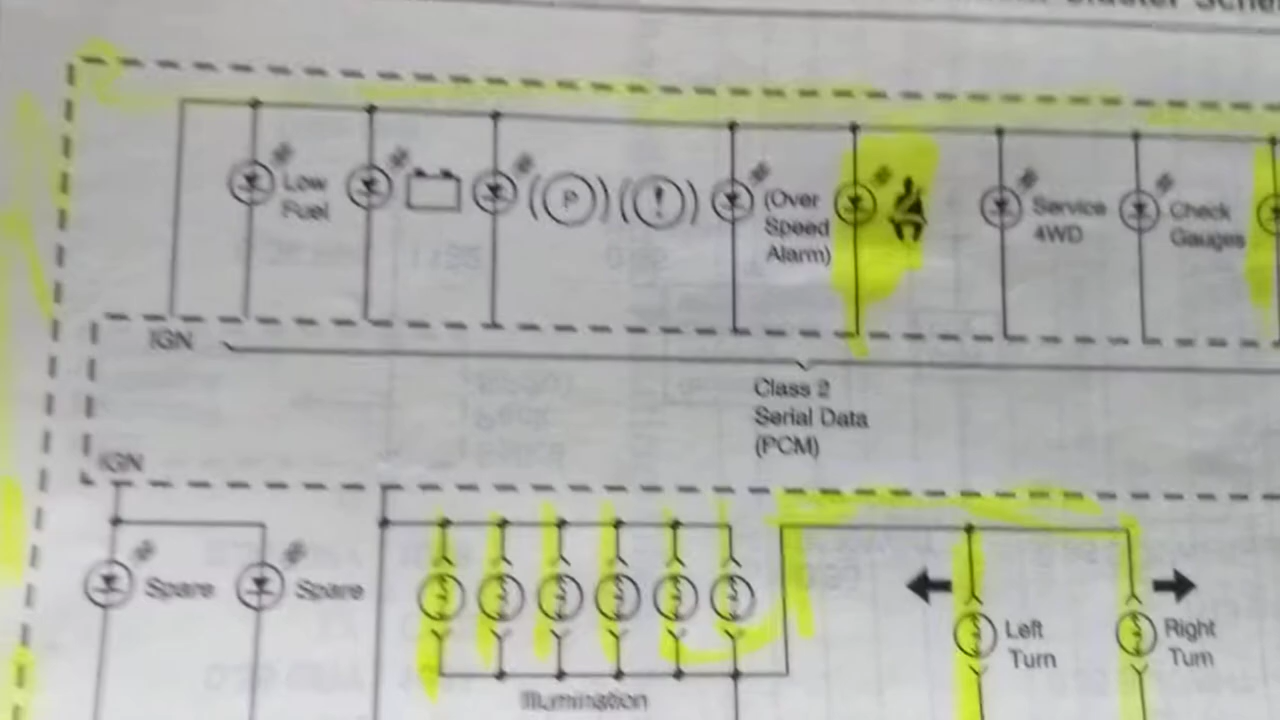 Low
Fuel
P
!
(Over
Speed
Alarm)
Service
4WD
Check
Gauges
IGN
Class 2
Serial Data
(PCM)
IGN
Spare
Spare
Left
Turn
Right
Turn
Illumination